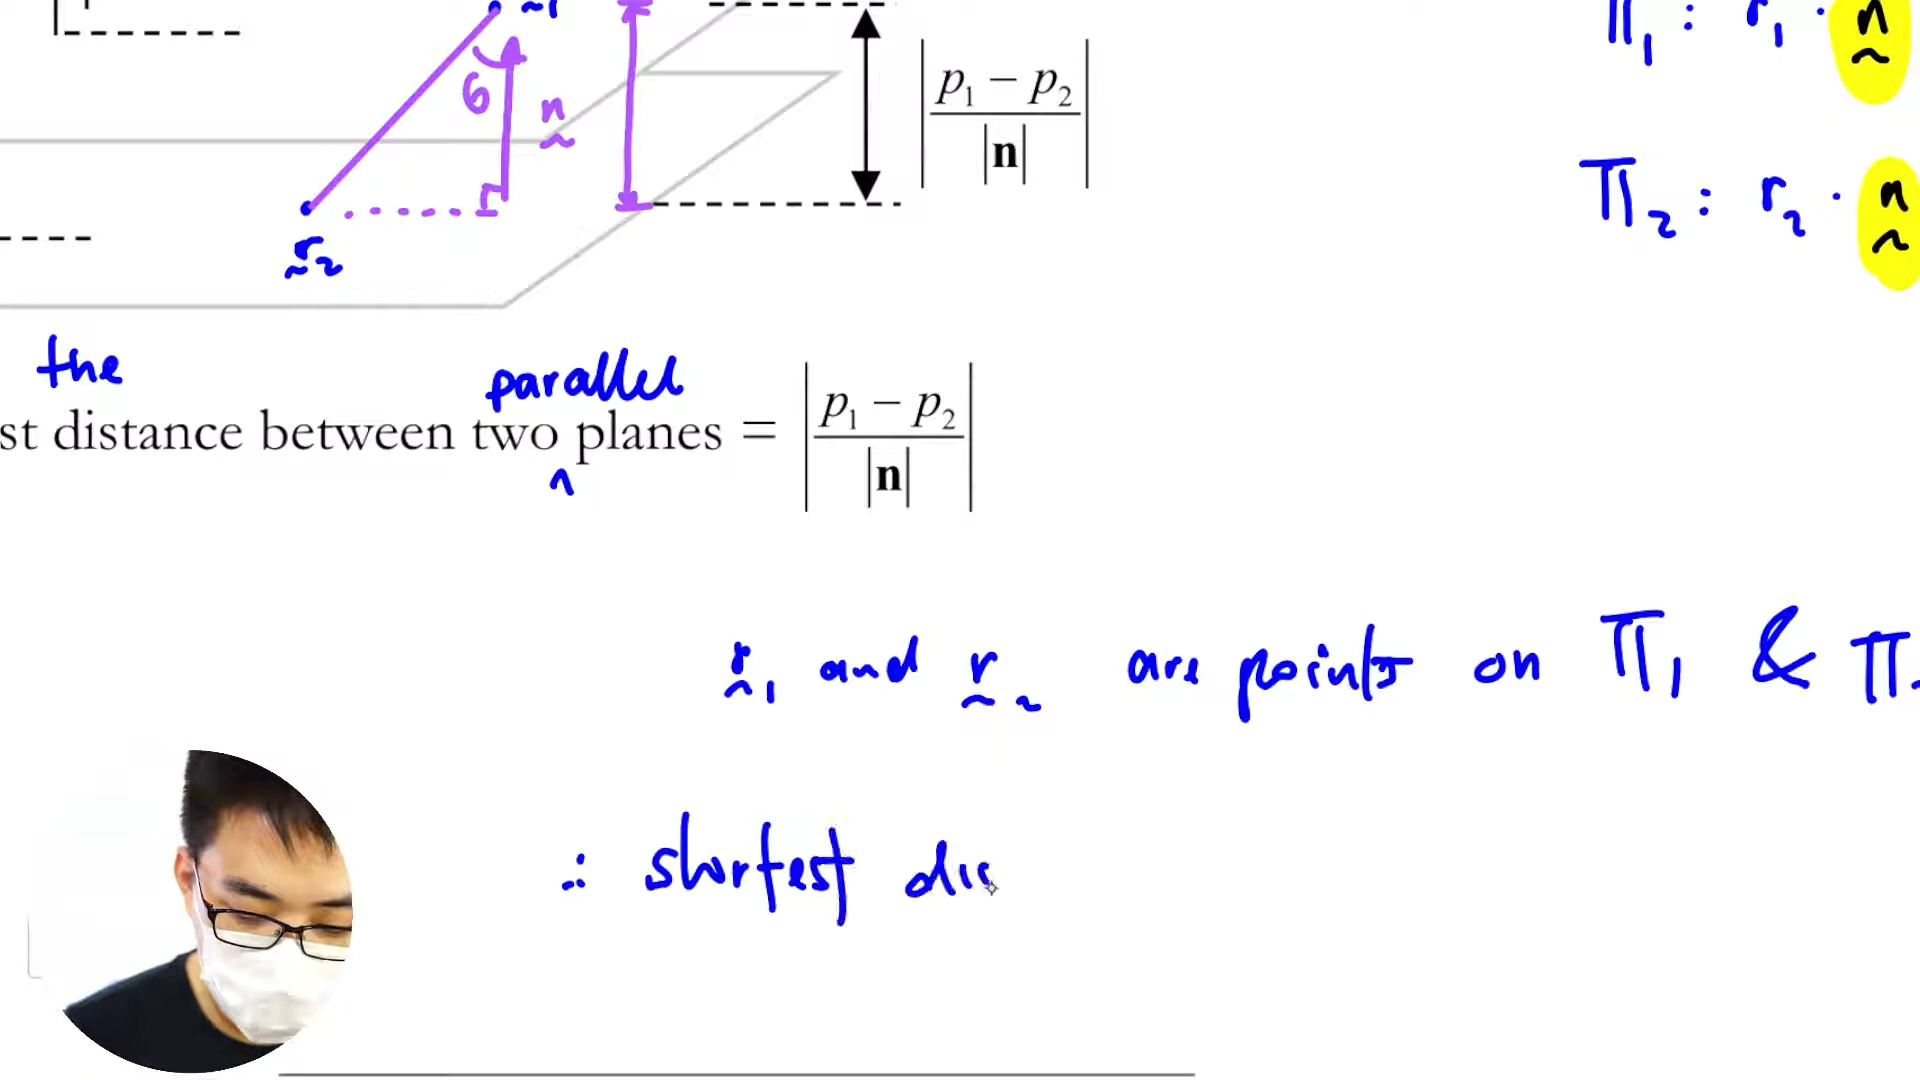 Π₁ : r₁ · n
θ
n
|p₁ − p₂ / |n||
Π₂ : r₂ · n
r₂
the parallel
st distance between two planes = |p₁ − p₂ / |n||
^
r₁ and r₂ are points on Π₁ & Π
∴ shortest dis